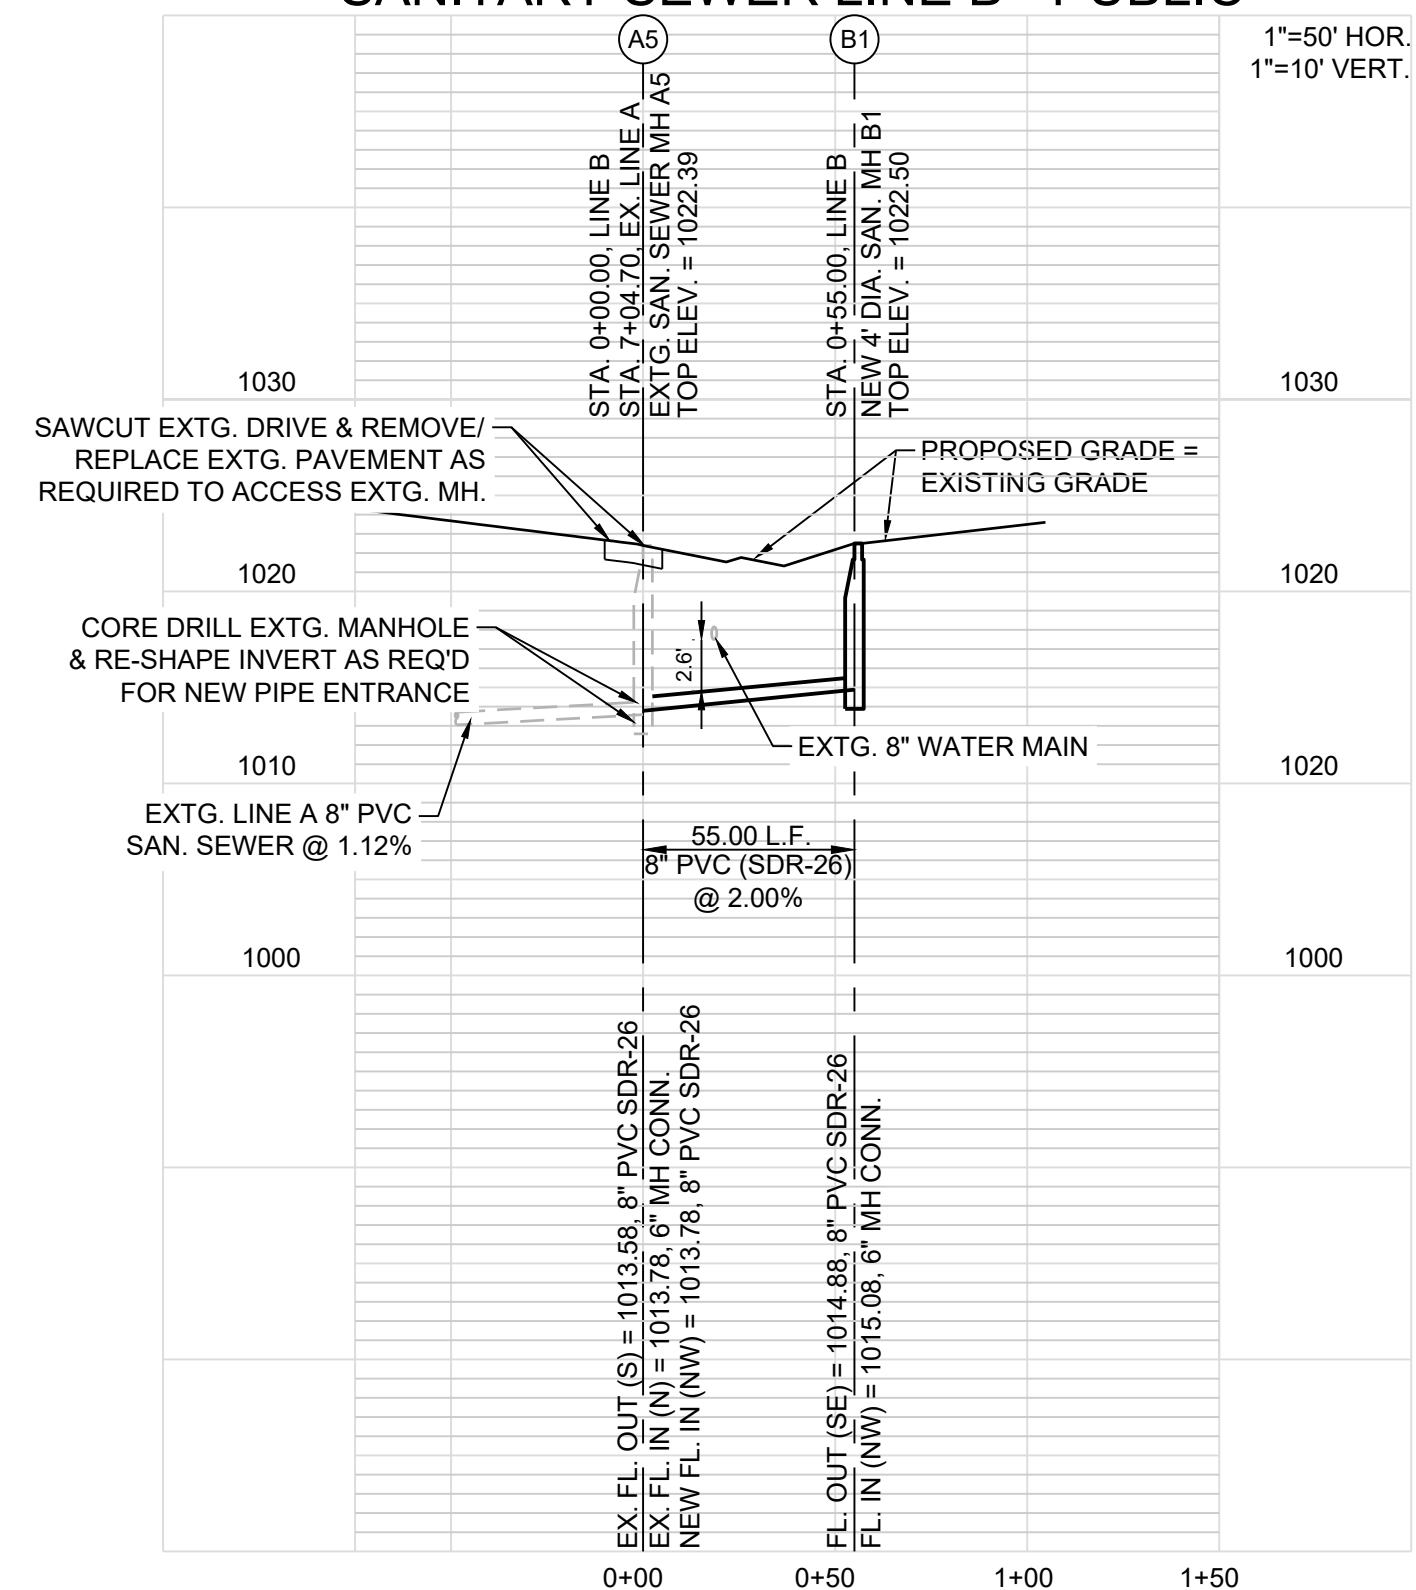 SANITARY SEWER LINE B - PUBLIC
A5
B1
1"=50' HOR.
1"=10' VERT.
STA. 0+00.00, LINE B
STA. 7+04.70, EX. LINE A
EXTG. SAN. SEWER MH A5
TOP ELEV. = 1022.39
STA. 0+55.00, LINE B
NEW 4' DIA. SAN. MH B1
TOP ELEV. = 1022.50
1030
1030
SAWCUT EXTG. DRIVE & REMOVE/
REPLACE EXTG. PAVEMENT AS
REQUIRED TO ACCESS EXTG. MH.
PROPOSED GRADE =
EXISTING GRADE
1020
1020
CORE DRILL EXTG. MANHOLE
& RE-SHAPE INVERT AS REQ'D
FOR NEW PIPE ENTRANCE
2.6'
EXTG. 8" WATER MAIN
1010
1020
EXTG. LINE A 8" PVC
SAN. SEWER @ 1.12%
55.00 L.F.
8" PVC (SDR-26)
@ 2.00%
1000
1000
EX. FL. OUT (S) = 1013.58, 8" PVC SDR-26
EX. FL. IN (N) = 1013.78, 6" MH CONN.
NEW FL. IN (NW) = 1013.78, 8" PVC SDR-26
FL. OUT (SE) = 1014.88, 8" PVC SDR-26
FL. IN (NW) = 1015.08, 6" MH CONN.
0+00
0+50
1+00
1+50